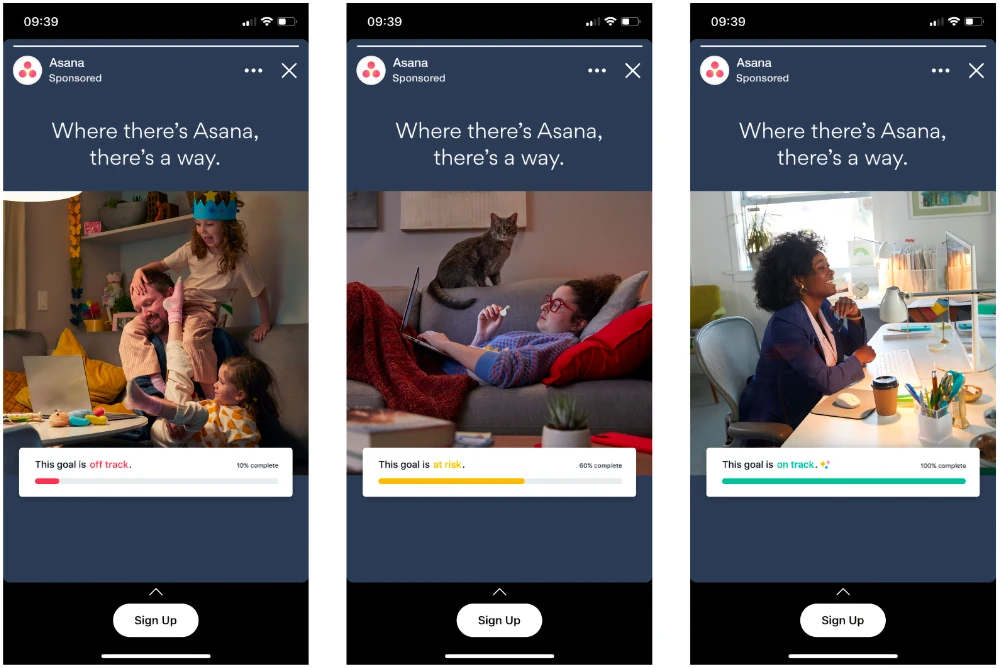 09:39
Asana
Sponsored
Where there's Asana,
there's a way.
This goal is off track.
10% complete
Sign Up
09:39
Asana
Sponsored
Where there's Asana,
there's a way.
This goal is at risk.
60% complete
Sign Up
09:39
Asana
Sponsored
Where there's Asana,
there's a way.
This goal is on track.✨
100% complete
Sign Up